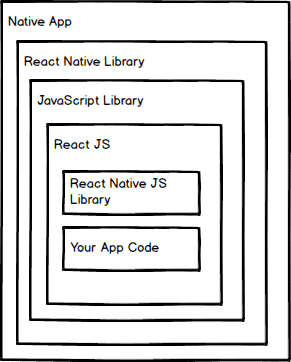 Native App
React Native Library
JavaScript Library
React JS
React Native JS
Library
Your App Code